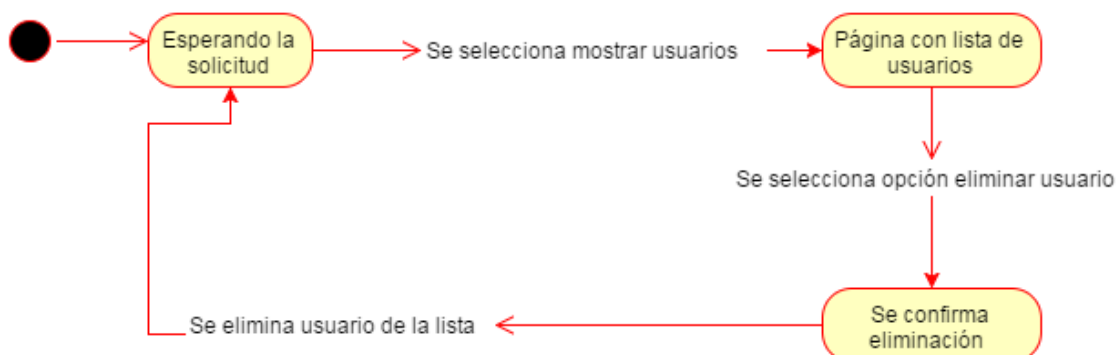 Esperando la
solicitud
Se selecciona mostrar usuarios
Página con lista de
usuarios
Se selecciona opción eliminar usuario
Se confirma
eliminación
Se elimina usuario de la lista